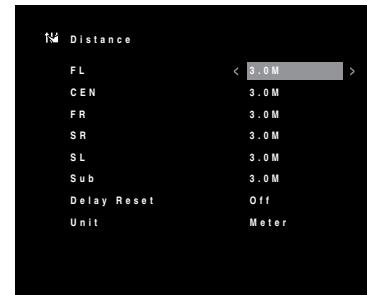 Distance
FL < 3.0M >
CEN 3.0M
FR 3.0M
SR 3.0M
SL 3.0M
Sub 3.0M
Delay Reset Off
Unit Meter